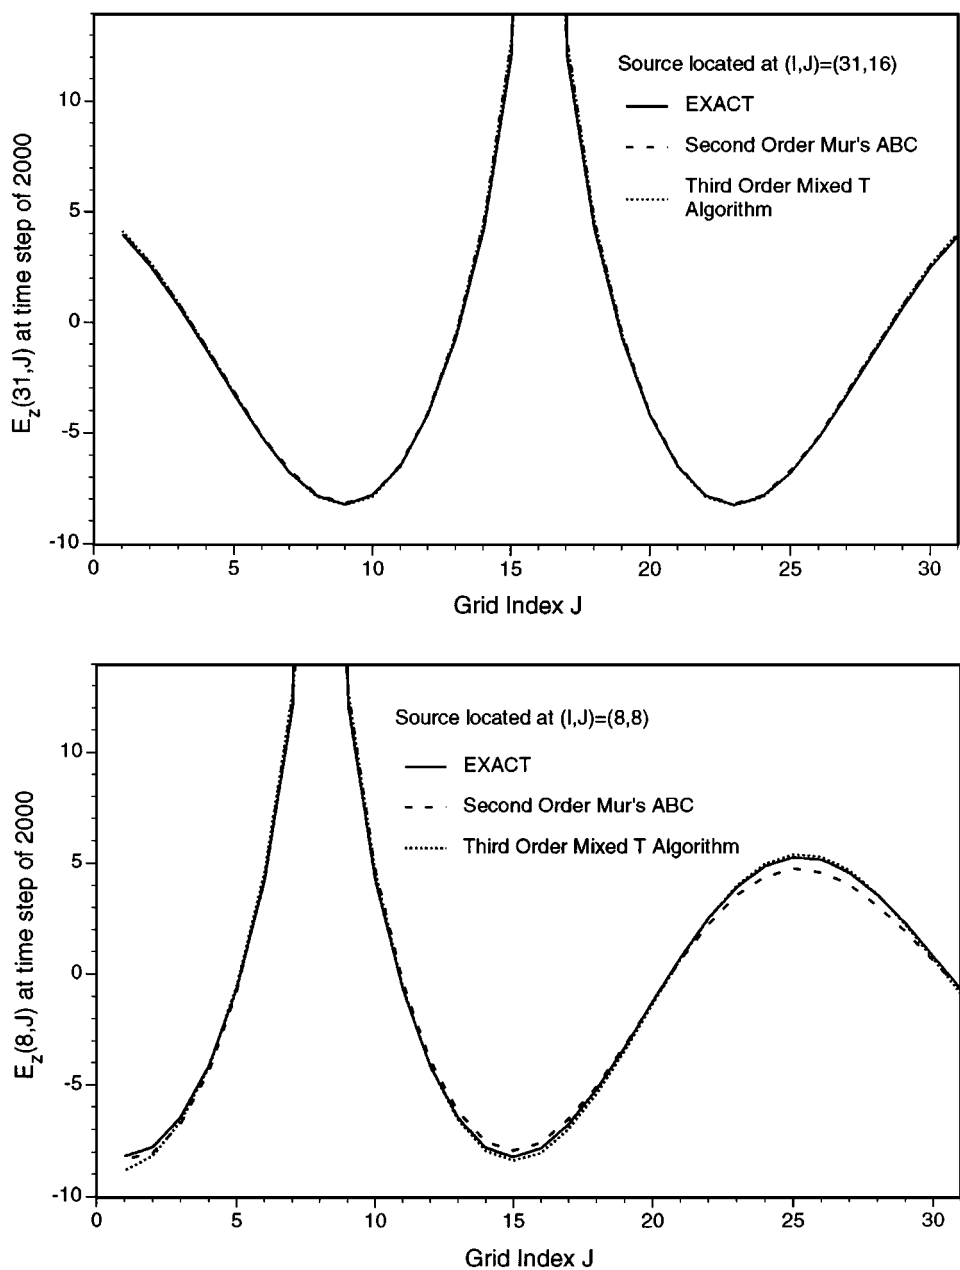 Source located at (I,J)=(31,16)
EXACT
Second Order Mur's ABC
Third Order Mixed T
Algorithm
10
5
0
-5
-10
E_z(31,J) at time step of 2000
0 5 10 15 20 25 30
Grid Index J
Source located at (I,J)=(8,8)
EXACT
Second Order Mur's ABC
Third Order Mixed T Algorithm
10
5
0
-5
-10
E_z(8,J) at time step of 2000
0 5 10 15 20 25 30
Grid Index J